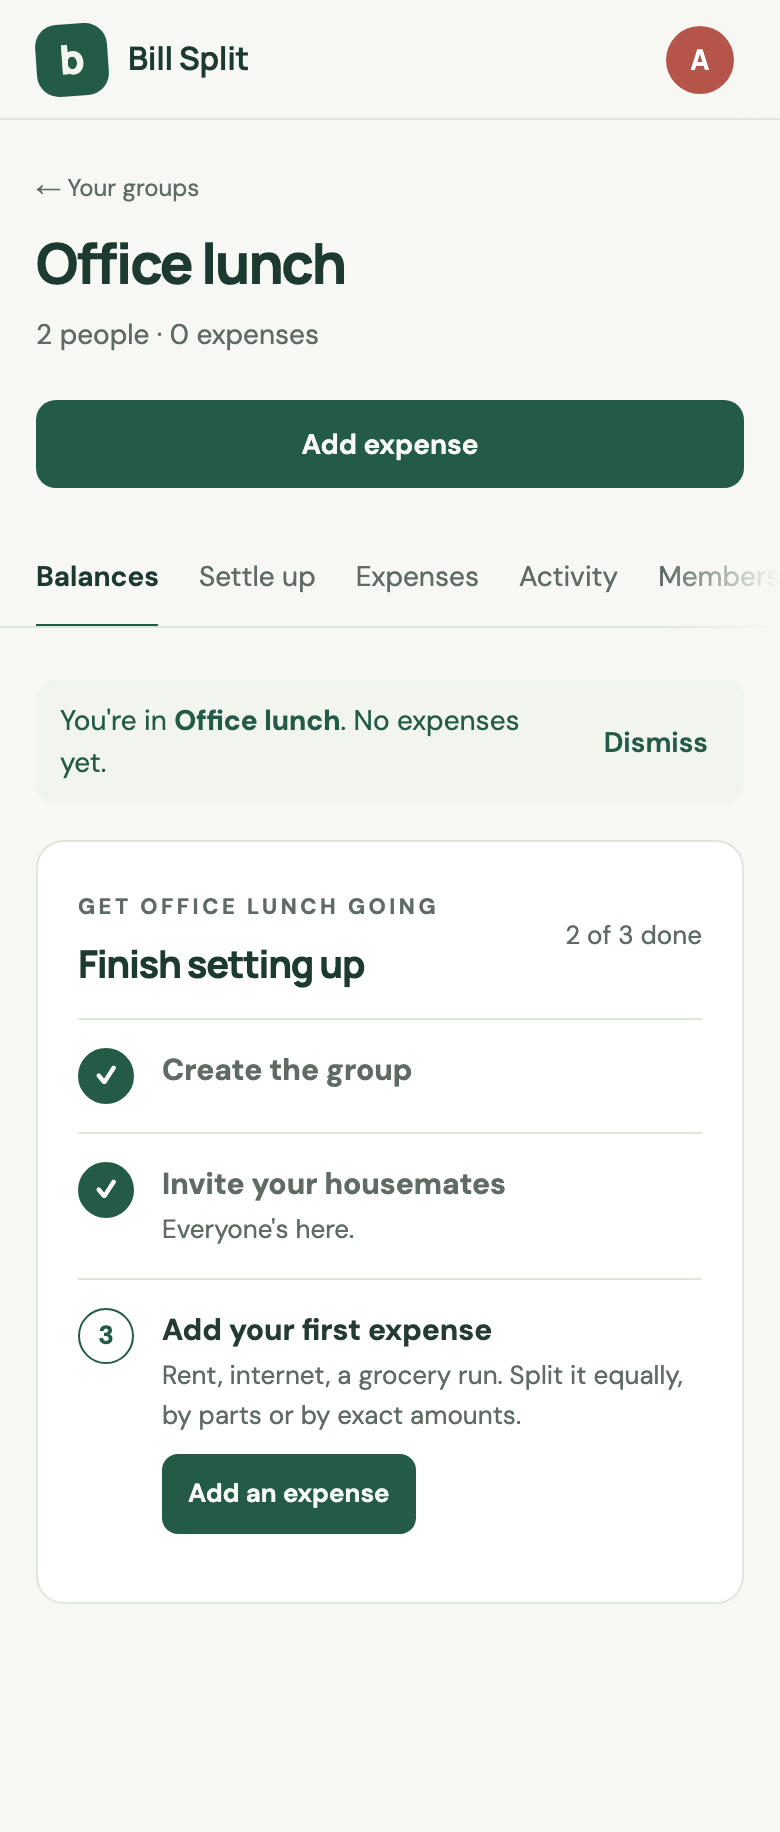 b Bill Split A
← Your groups
Office lunch
2 people · 0 expenses
Add expense
Balances Settle up Expenses Activity Members
You're in Office lunch. No expenses
yet.
Dismiss
GET OFFICE LUNCH GOING
Finish setting up
2 of 3 done
Create the group
Invite your housemates
Everyone's here.
3 Add your first expense
Rent, internet, a grocery run. Split it equally,
by parts or by exact amounts.
Add an expense